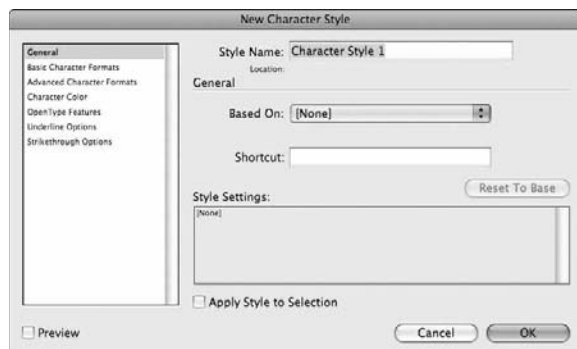 New Character Style
General
Basic Character Formats
Advanced Character Formats
Character Color
OpenType Features
Underline Options
Strikethrough Options
Style Name: Character Style 1
Location:
General
Based On: [None]
Shortcut:
Reset To Base
Style Settings:
[None]
Apply Style to Selection
Preview
Cancel
OK